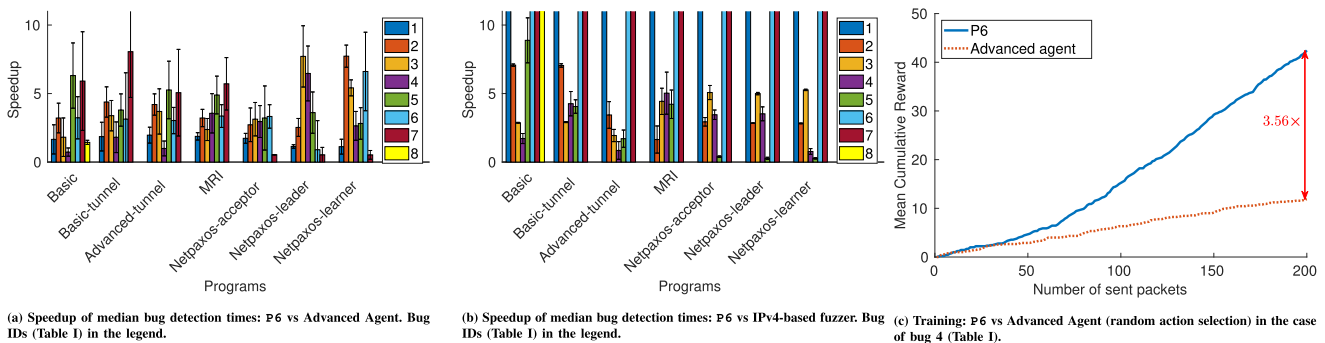 10
5
0
Speedup
Basic
Basic-tunnel
Advanced-tunnel
MRI
Netpaxos-acceptor
Netpaxos-leader
Netpaxos-learner
Programs
1
2
3
4
5
6
7
8
(a) Speedup of median bug detection times: P6 vs Advanced Agent. Bug
IDs (Table I) in the legend.
10
5
0
Speedup
Basic
Basic-tunnel
Advanced-tunnel
MRI
Netpaxos-acceptor
Netpaxos-leader
Netpaxos-learner
Programs
1
2
3
4
5
6
7
8
(b) Speedup of median bug detection times: P6 vs IPv4-based fuzzer. Bug
IDs (Table I) in the legend.
50
40
30
20
10
0
Mean Cumulative Reward
P6
Advanced agent
3.56×
0
50
100
150
200
Number of sent packets
(c) Training: P6 vs Advanced Agent (random action selection) in the case
of bug 4 (Table I).